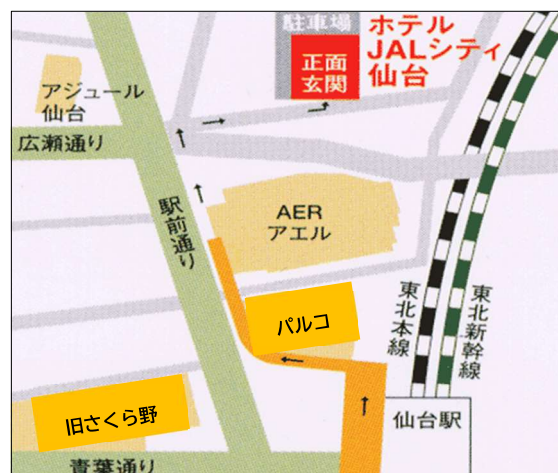 駐車場
ホテル
JALシティ
仙台
正面
玄関
アジュール
仙台
広瀬通り
駅前通り
AER
アエル
パルコ
東北本線
東北新幹線
旧さくら野
仙台駅
青葉通り